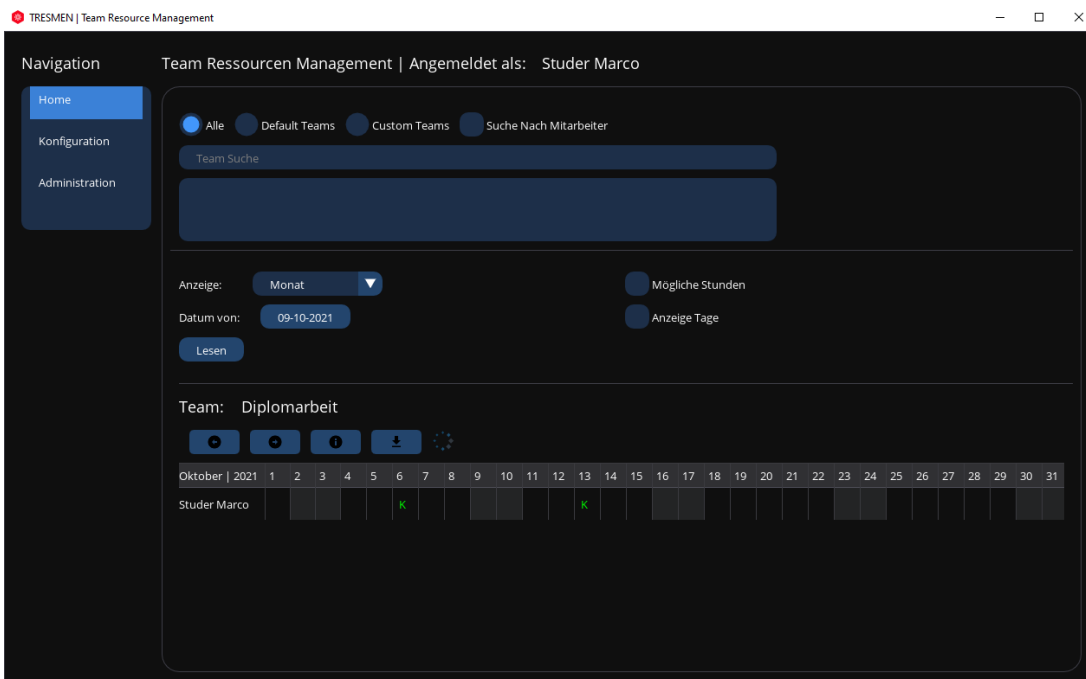 TRESMEN | Team Resource Management
Navigation
Home
Konfiguration
Administration
Team Ressourcen Management | Angemeldet als: Studer Marco
Alle Default Teams Custom Teams Suche Nach Mitarbeiter
Team Suche
Anzeige: Monat Mögliche Stunden
Datum von: 09-10-2021 Anzeige Tage
Lesen
Team: Diplomarbeit
Oktober | 2021 1 2 3 4 5 6 7 8 9 10 11 12 13 14 15 16 17 18 19 20 21 22 23 24 25 26 27 28 29 30 31
Studer Marco K K